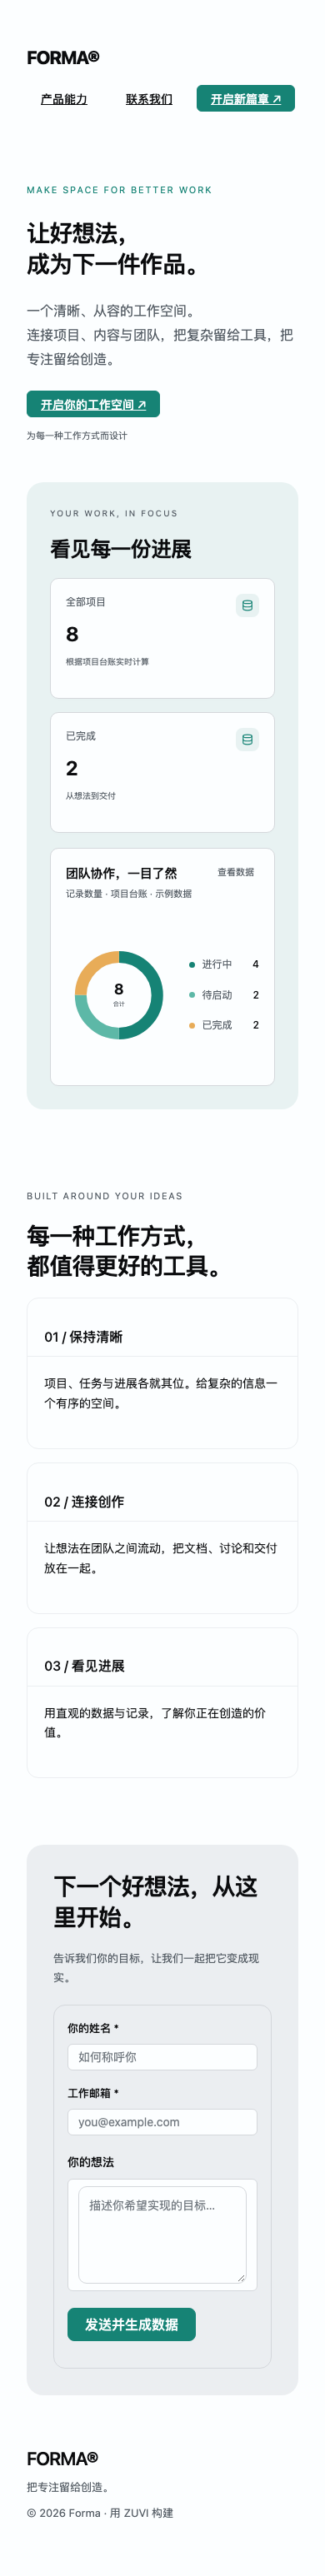 FORMA®
产品能力 联系我们 开启新篇章 ↗
MAKE SPACE FOR BETTER WORK
让好想法，
成为下一件作品。
一个清晰、从容的工作空间。
连接项目、内容与团队，把复杂留给工具，把
专注留给创造。
开启你的工作空间 ↗
为每一种工作方式而设计
YOUR WORK, IN FOCUS
看见每一份进展
全部项目
8
根据项目台账实时计算
已完成
2
从想法到交付
团队协作，一目了然 查看数据
记录数量 · 项目台账 · 示例数据
8
合计
进行中 4
待启动 2
已完成 2
BUILT AROUND YOUR IDEAS
每一种工作方式，
都值得更好的工具。
01 / 保持清晰
项目、任务与进展各就其位。给复杂的信息一
个有序的空间。
02 / 连接创作
让想法在团队之间流动，把文档、讨论和交付
放在一起。
03 / 看见进展
用直观的数据与记录，了解你正在创造的价
值。
下一个好想法，从这
里开始。
告诉我们你的目标，让我们一起把它变成现
实。
你的姓名 *
如何称呼你
工作邮箱 *
you@example.com
你的想法
描述你希望实现的目标...
发送并生成数据
FORMA®
把专注留给创造。
© 2026 Forma · 用 ZUVI 构建